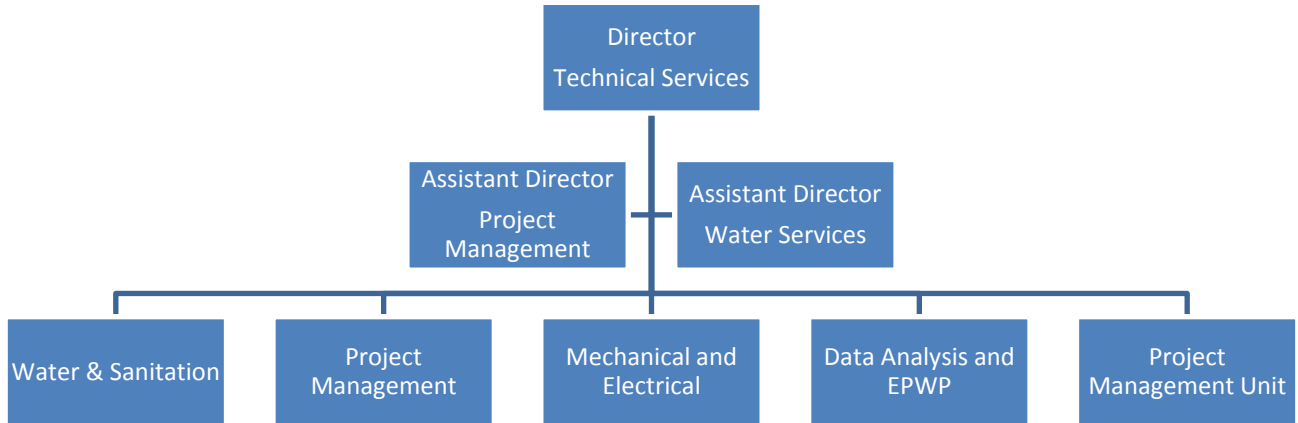 Director
Technical Services
Assistant Director
Project
Management
Assistant Director
Water Services
Water & Sanitation
Project
Management
Mechanical and
Electrical
Data Analysis and
EPWP
Project
Management Unit